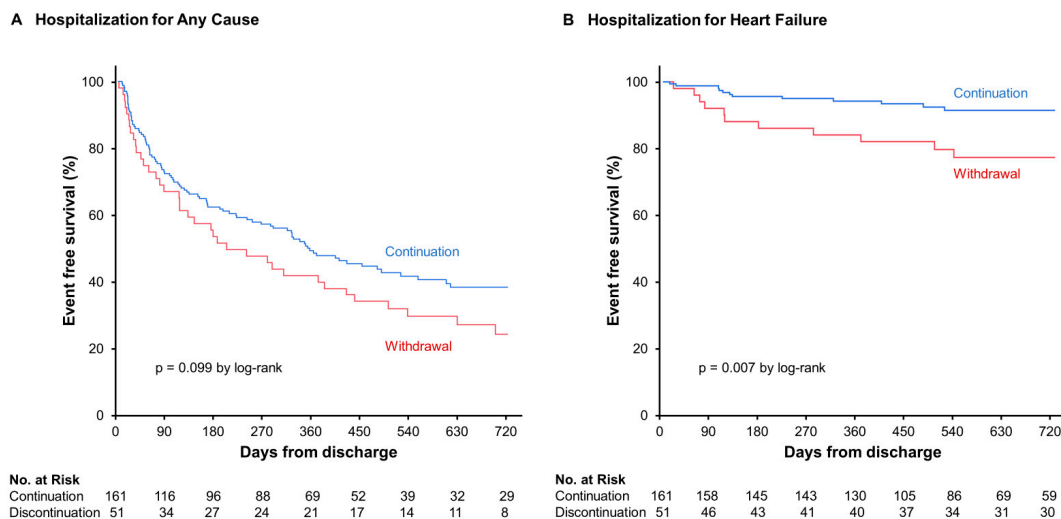 A Hospitalization for Any Cause
Event free survival (%)
100
80
60
40
20
0
Continuation
Withdrawal
p = 0.099 by log-rank
0 90 180 270 360 450 540 630 720
Days from discharge
No. at Risk
Continuation 161 116 96 88 69 52 39 32 29
Discontinuation 51 34 27 24 21 17 14 11 8
B Hospitalization for Heart Failure
Event free survival (%)
100
80
60
40
20
0
Continuation
Withdrawal
p = 0.007 by log-rank
0 90 180 270 360 450 540 630 720
Days from discharge
No. at Risk
Continuation 161 158 145 143 130 105 86 69 59
Discontinuation 51 46 43 41 40 37 34 31 30